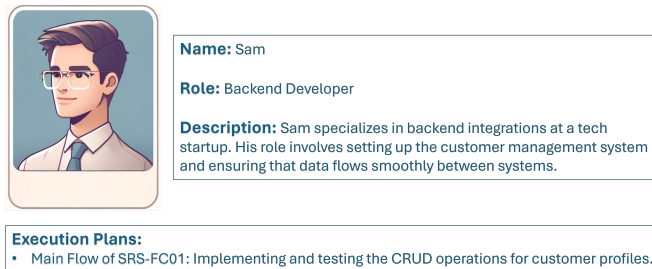 Name: Sam
Role: Backend Developer
Description: Sam specializes in backend integrations at a tech
startup. His role involves setting up the customer management system
and ensuring that data flows smoothly between systems.
Execution Plans:
• Main Flow of SRS-FC01: Implementing and testing the CRUD operations for customer profiles.